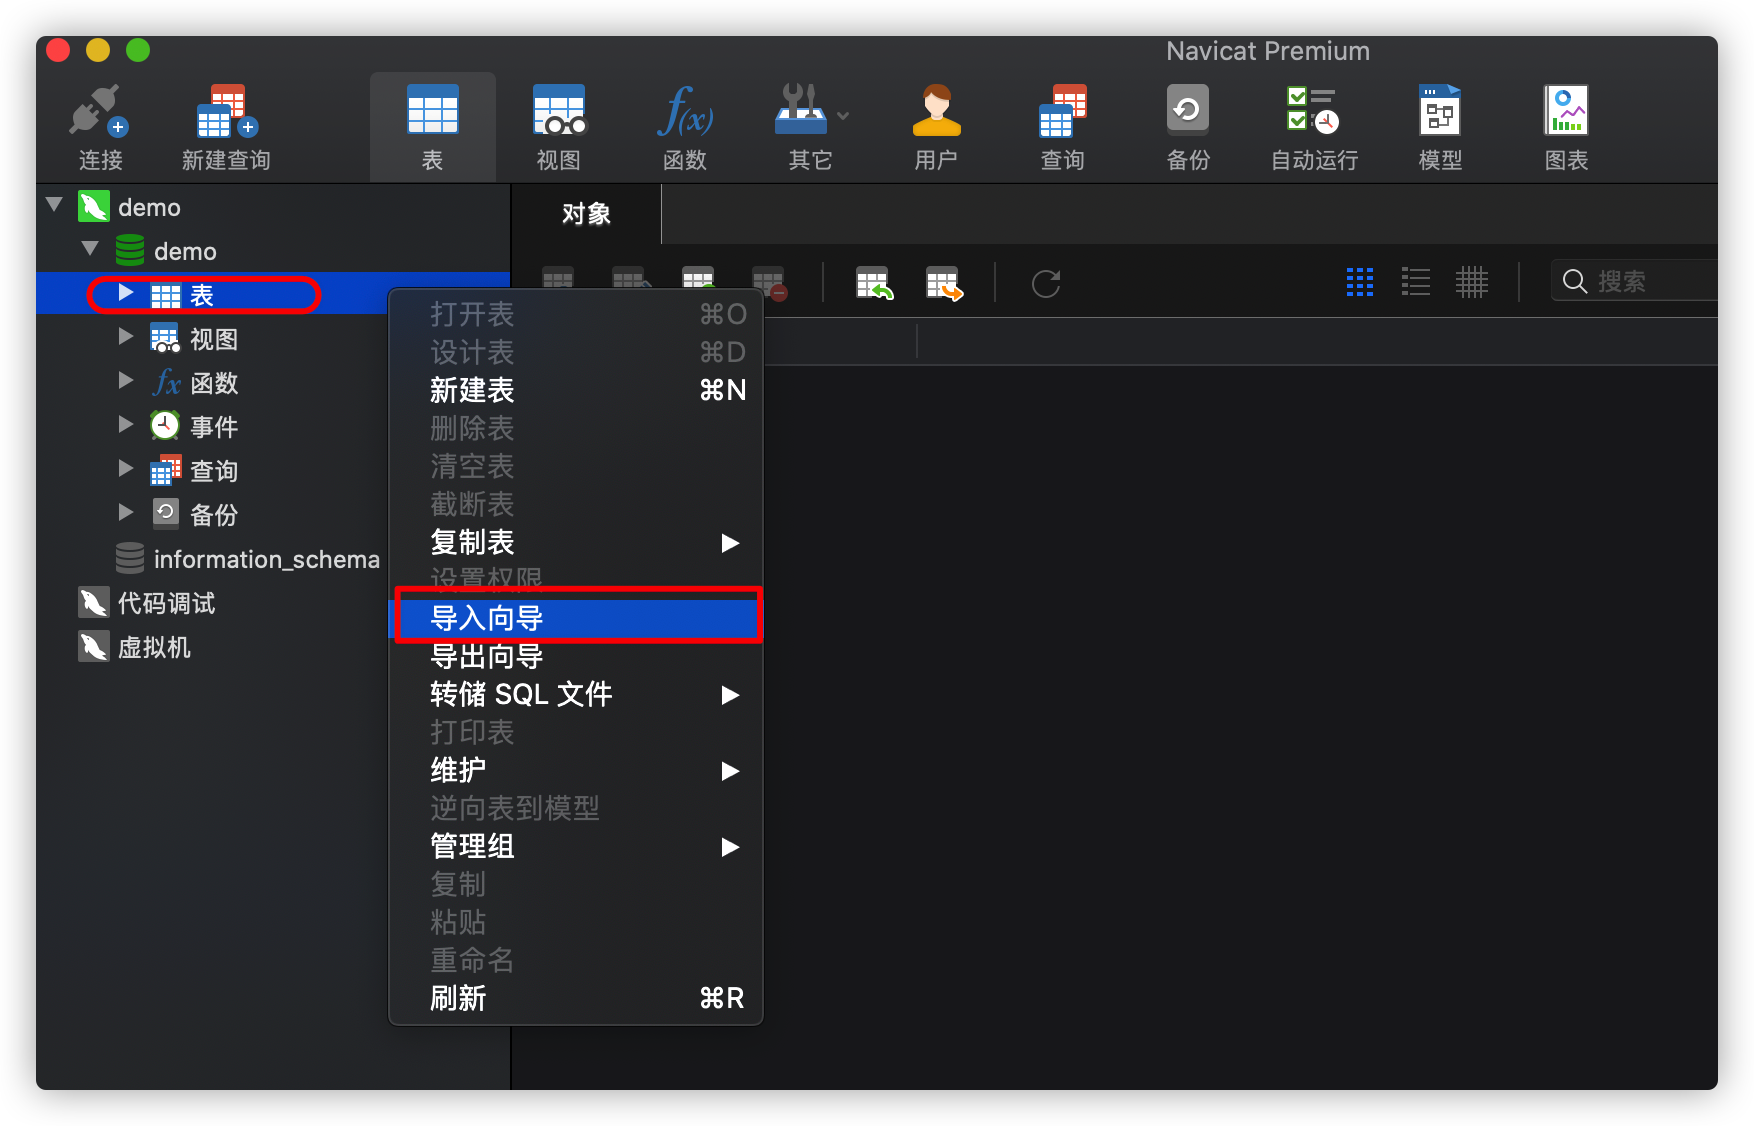 Navicat Premium
连接
新建查询
表
视图
函数
其它
用户
查询
备份
自动运行
模型
图表
demo
demo
表
视图
函数
事件
查询
备份
information_schema
代码调试
虚拟机
对象
搜索
打开表 ⌘O
设计表 ⌘D
新建表 ⌘N
删除表
清空表
截断表
复制表
设置权限
导入向导
导出向导
转储 SQL 文件
打印表
维护
逆向表到模型
管理组
复制
粘贴
重命名
刷新 ⌘R